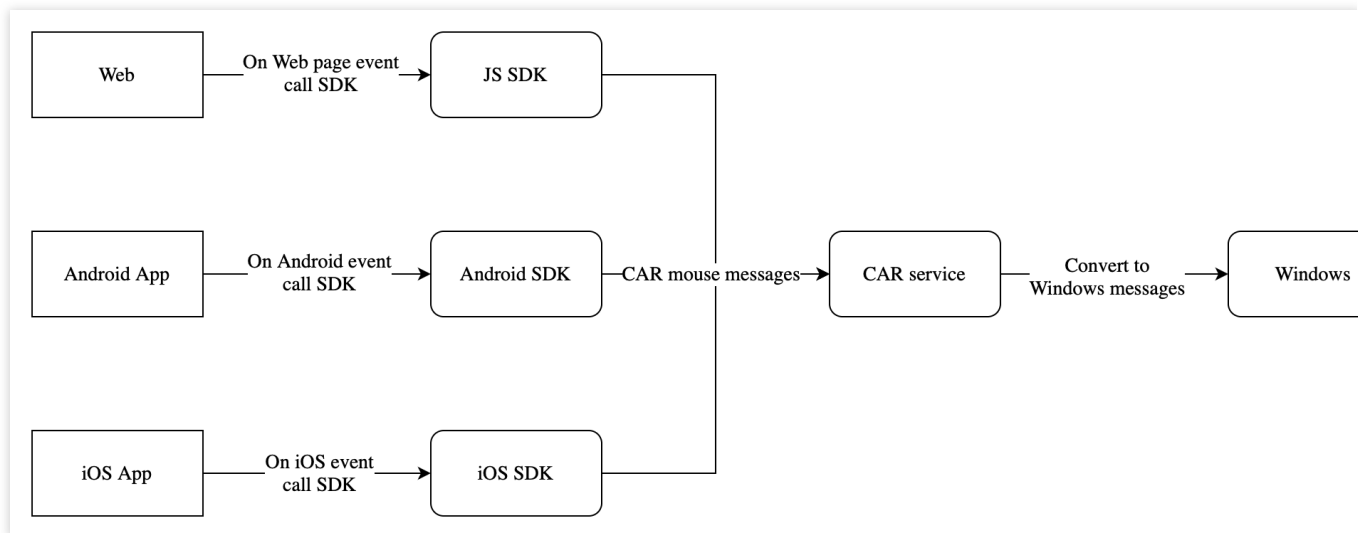 Web
On Web page event
call SDK
JS SDK
Android App
On Android event
call SDK
Android SDK
CAR mouse messages
CAR service
Convert to
Windows messages
Windows
iOS App
On iOS event
call SDK
iOS SDK